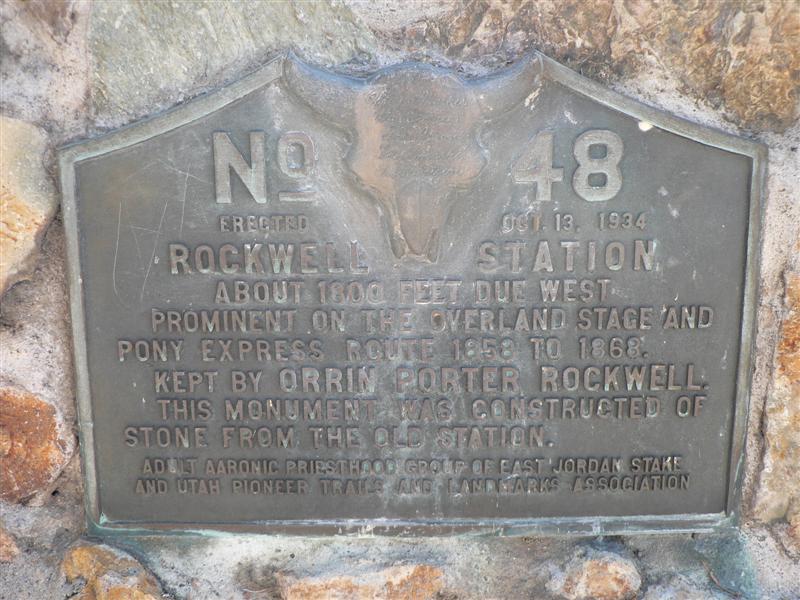 No 48
ERECTED OCT. 13, 1934
ROCKWELL STATION
ABOUT 1800 FEET DUE WEST
PROMINENT ON THE OVERLAND STAGE AND
PONY EXPRESS ROUTE 1858 TO 1868.
KEPT BY ORRIN PORTER ROCKWELL.
THIS MONUMENT WAS CONSTRUCTED OF
STONE FROM THE OLD STATION.
ADULT AARONIC PRIESTHOOD GROUP OF EAST JORDAN STAKE
AND UTAH PIONEER TRAILS AND LANDMARKS ASSOCIATION